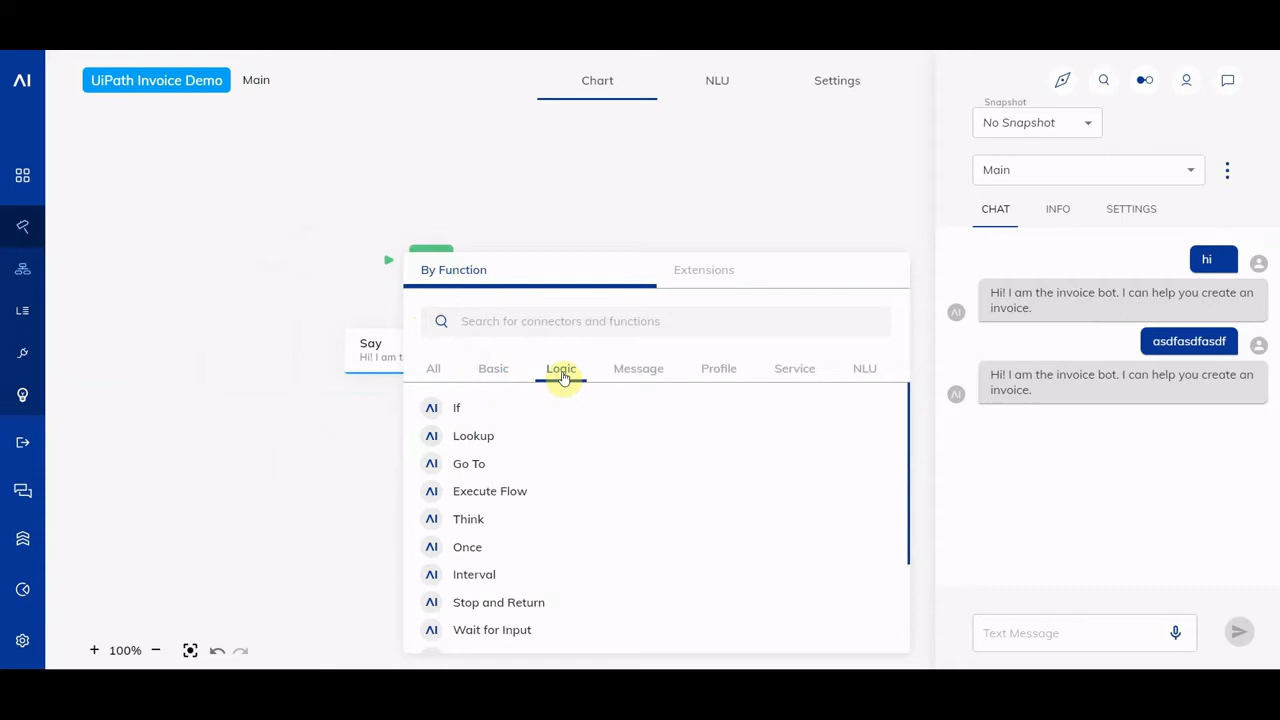 AI
UiPath Invoice Demo
Main
Chart
NLU
Settings
Snapshot
No Snapshot
Main
CHAT
INFO
SETTINGS
hi
Hi! I am the invoice bot. I can help you create an
invoice.
asdfasdfasdf
Hi! I am the invoice bot. I can help you create an
invoice.
Text Message
Say
Hi! I am t
By Function
Extensions
Search for connectors and functions
All
Basic
Logic
Message
Profile
Service
NLU
If
Lookup
Go To
Execute Flow
Think
Once
Interval
Stop and Return
Wait for Input
100%